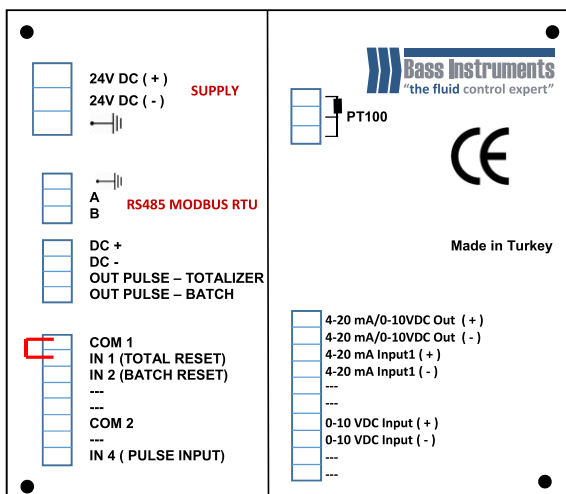 24V DC ( + )
24V DC ( - )
SUPPLY
A
B
RS485 MODBUS RTU
DC +
DC -
OUT PULSE – TOTALIZER
OUT PULSE – BATCH
COM 1
IN 1 (TOTAL RESET)
IN 2 (BATCH RESET)
---
---
COM 2
---
IN 4 ( PULSE INPUT)
Bass Instruments
“the fluid control expert”
PT100
CE
Made in Turkey
4-20 mA/0-10VDC Out ( + )
4-20 mA/0-10VDC Out ( - )
4-20 mA Input1 ( + )
4-20 mA Input1 ( - )
---
---
0-10 VDC Input ( + )
0-10 VDC Input ( - )
---
---